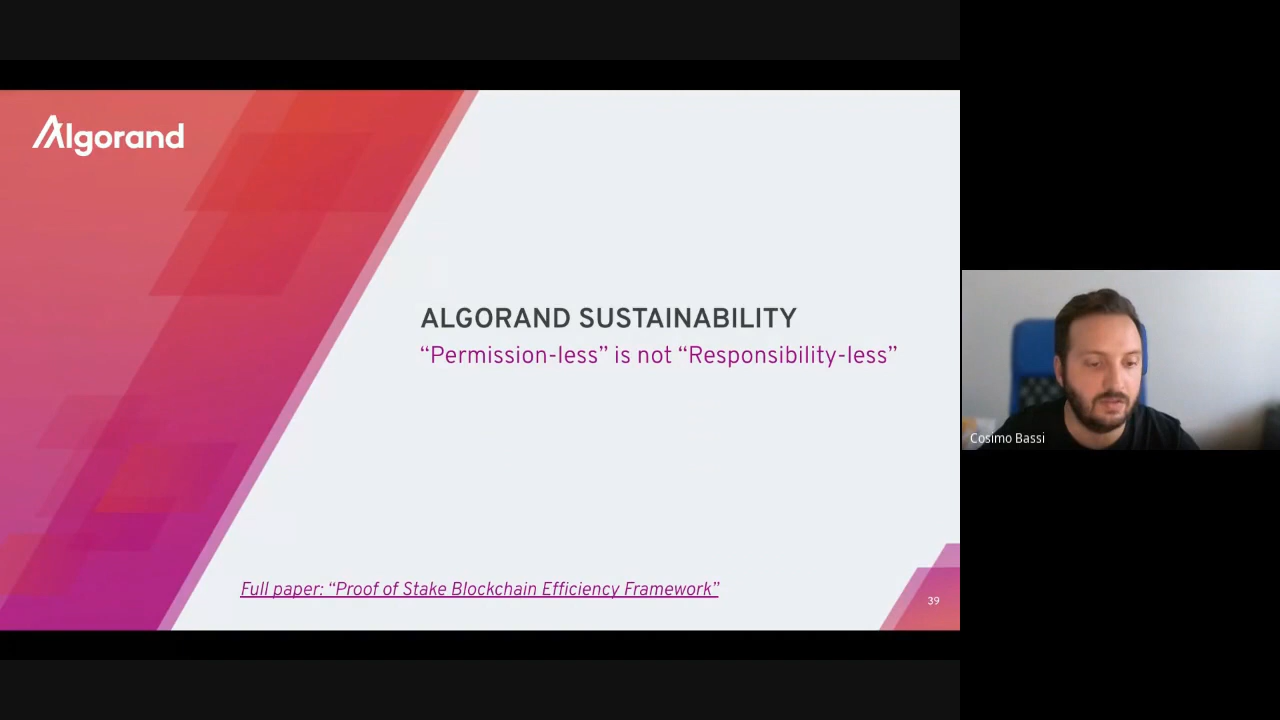 Algorand
ALGORAND SUSTAINABILITY
“Permission-less” is not “Responsibility-less”
Full paper: “Proof of Stake Blockchain Efficiency Framework”
39
Cosimo Bassi